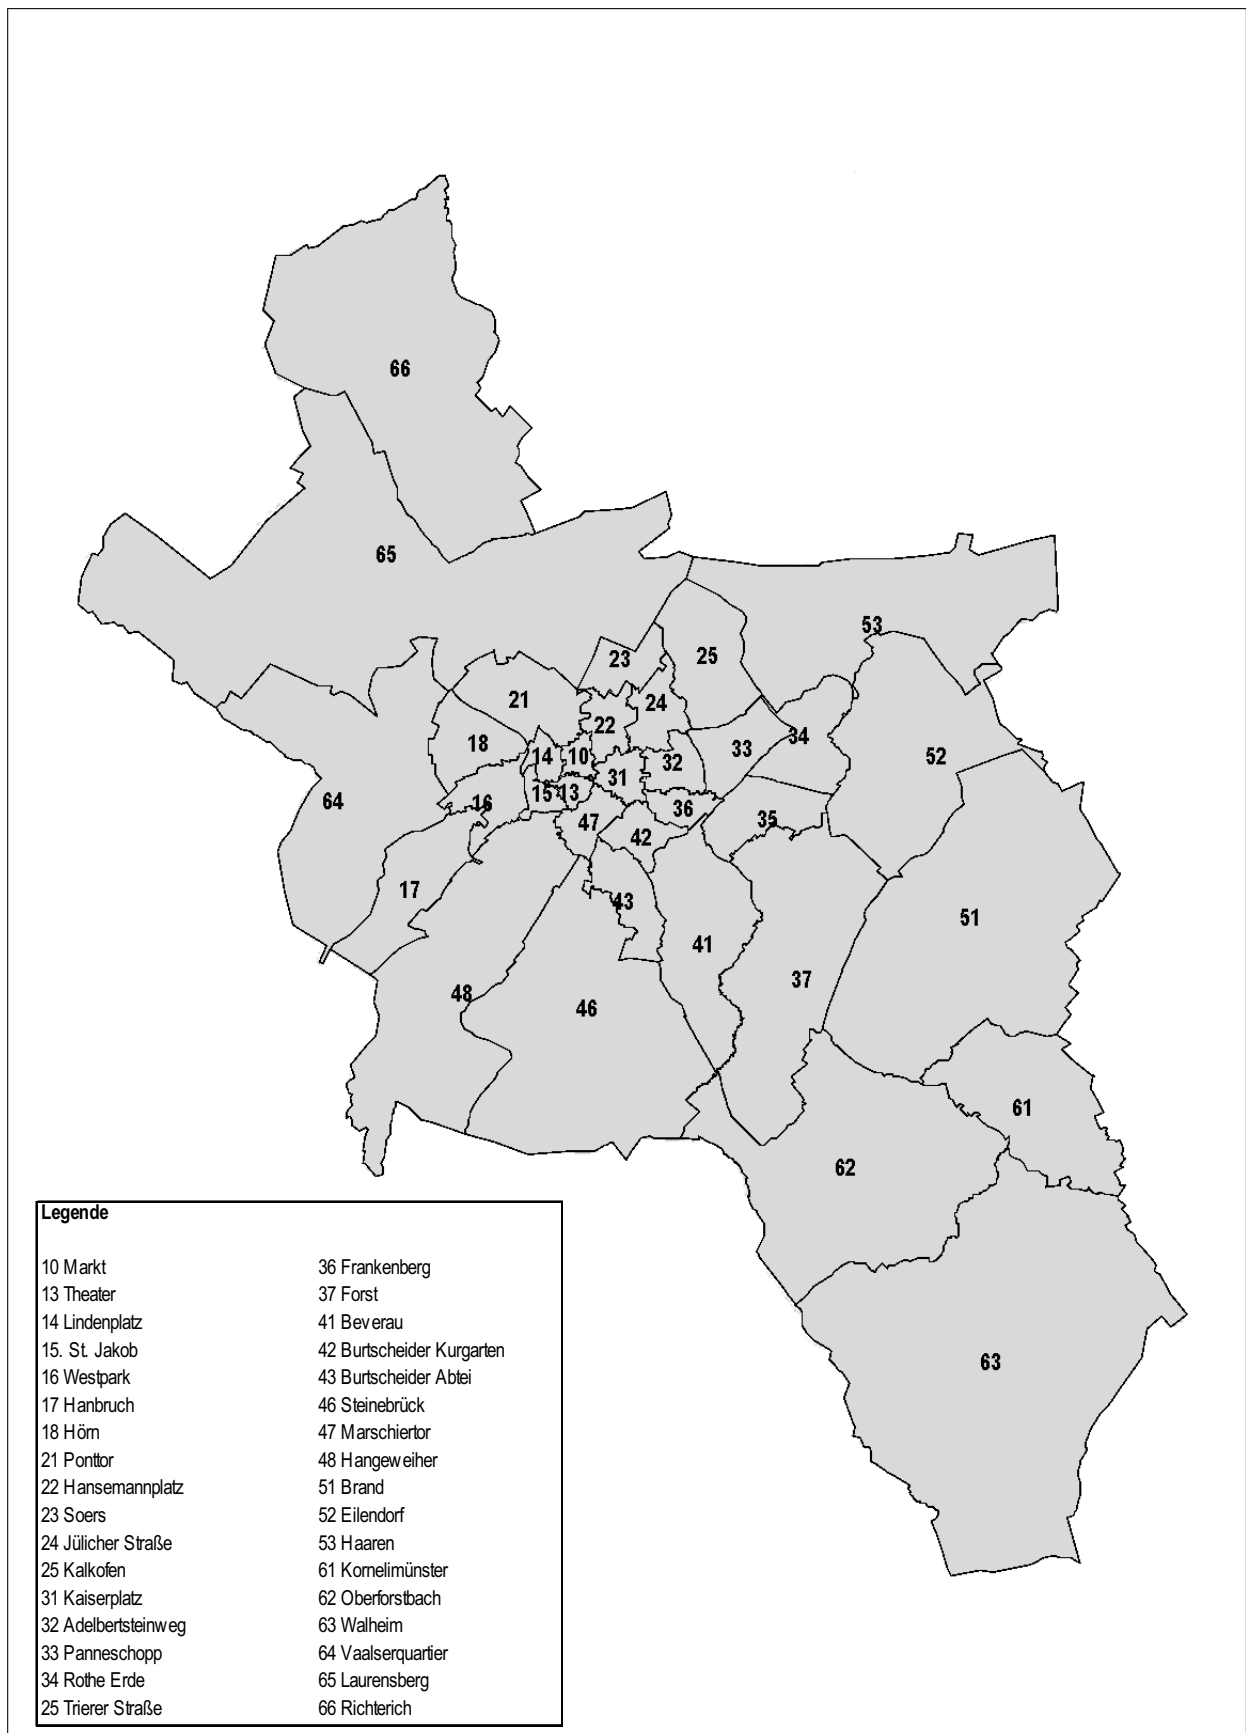 66
65
53
23
25
24
21
22
18
34
14
10
33
52
32
31
64
15
13
16
36
35
47
42
17
43
51
41
37
48
46
61
62
63
Legende
10 Markt
13 Theater
14 Lindenplatz
15. St. Jakob
16 Westpark
17 Hanbruch
18 Hörn
21 Ponttor
22 Hansemannplatz
23 Soers
24 Jülicher Straße
25 Kalkofen
31 Kaiserplatz
32 Adelbertsteinweg
33 Panneschopp
34 Rothe Erde
25 Trierer Straße
36 Frankenberg
37 Forst
41 Beverau
42 Burtscheider Kurgarten
43 Burtscheider Abtei
46 Steinebrück
47 Marschiertor
48 Hangeweiher
51 Brand
52 Eilendorf
53 Haaren
61 Kornelimünster
62 Oberforstbach
63 Walheim
64 Vaalserquartier
65 Laurensberg
66 Richterich